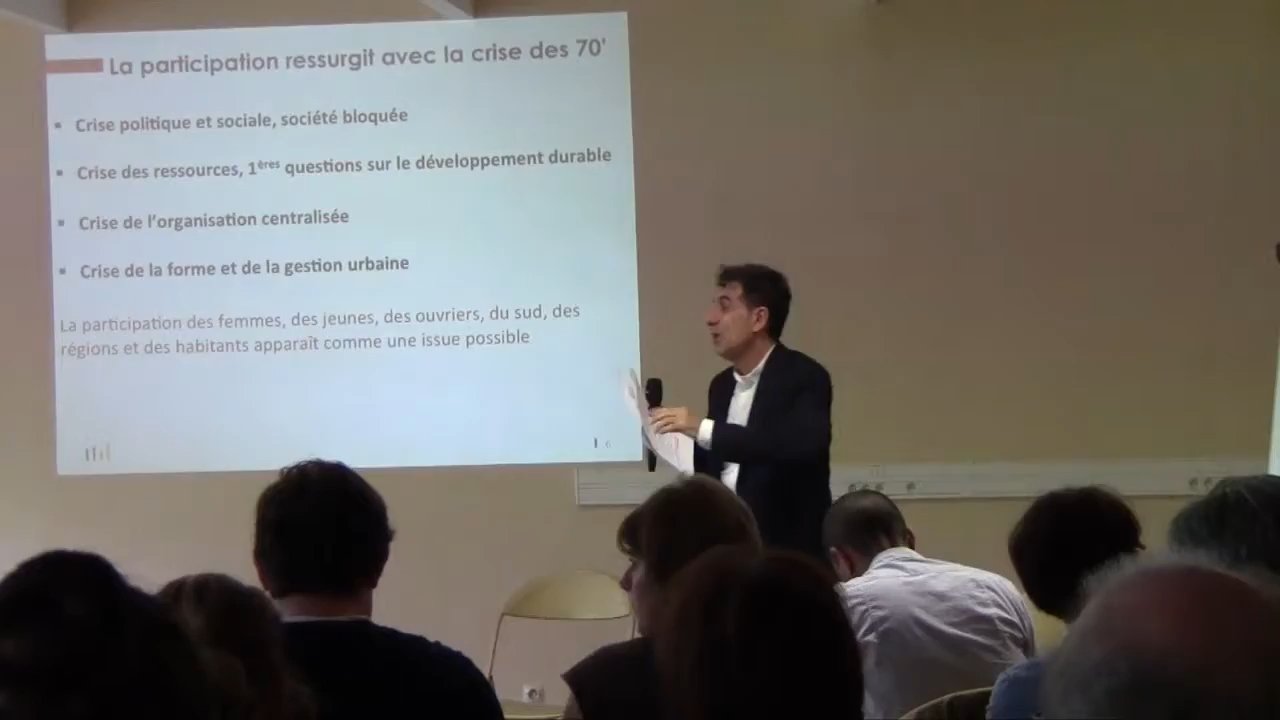 La participation ressurgit avec la crise des 70'
▪ Crise politique et sociale, société bloquée
▪ Crise des ressources, 1ères questions sur le développement durable
▪ Crise de l'organisation centralisée
▪ Crise de la forme et de la gestion urbaine
La participation des femmes, des jeunes, des ouvriers, du sud, des
régions et des habitants apparaît comme une issue possible